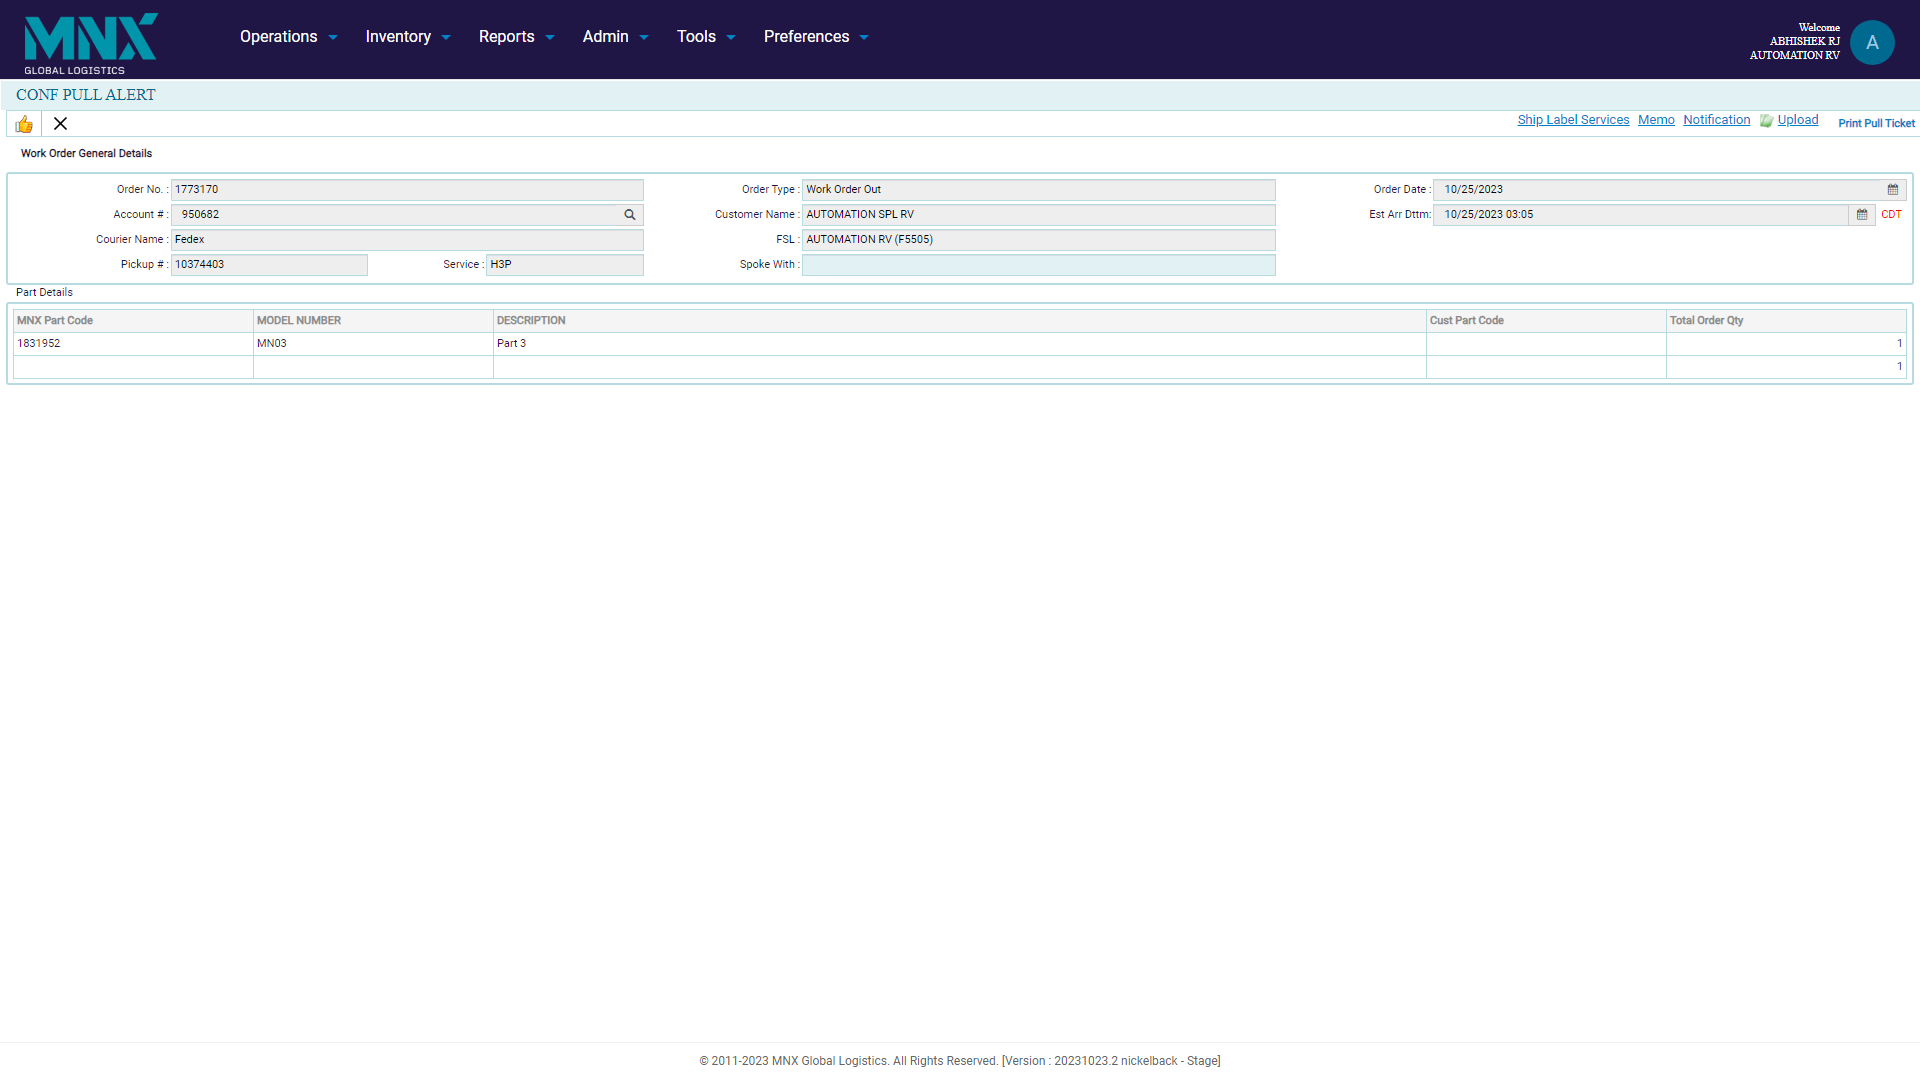 MNX
GLOBAL LOGISTICS
Operations Inventory Reports Admin Tools Preferences
Welcome
ABHISHEK RJ
AUTOMATION RV
A
CONF PULL ALERT
Ship Label Services Memo Notification Upload Print Pull Ticket
Work Order General Details
Order No. : 1773170 Order Type : Work Order Out Order Date : 10/25/2023
Account # : 950682 Customer Name : AUTOMATION SPL RV Est Arr Dttm: 10/25/2023 03:05 CDT
Courier Name : Fedex FSL : AUTOMATION RV (F5505)
Pickup # : 10374403 Service : H3P Spoke With :
Part Details
MNX Part Code MODEL NUMBER DESCRIPTION Cust Part Code Total Order Qty
1831952 MN03 Part 3 1
1
© 2011-2023 MNX Global Logistics. All Rights Reserved. [Version : 20231023.2 nickelback - Stage]